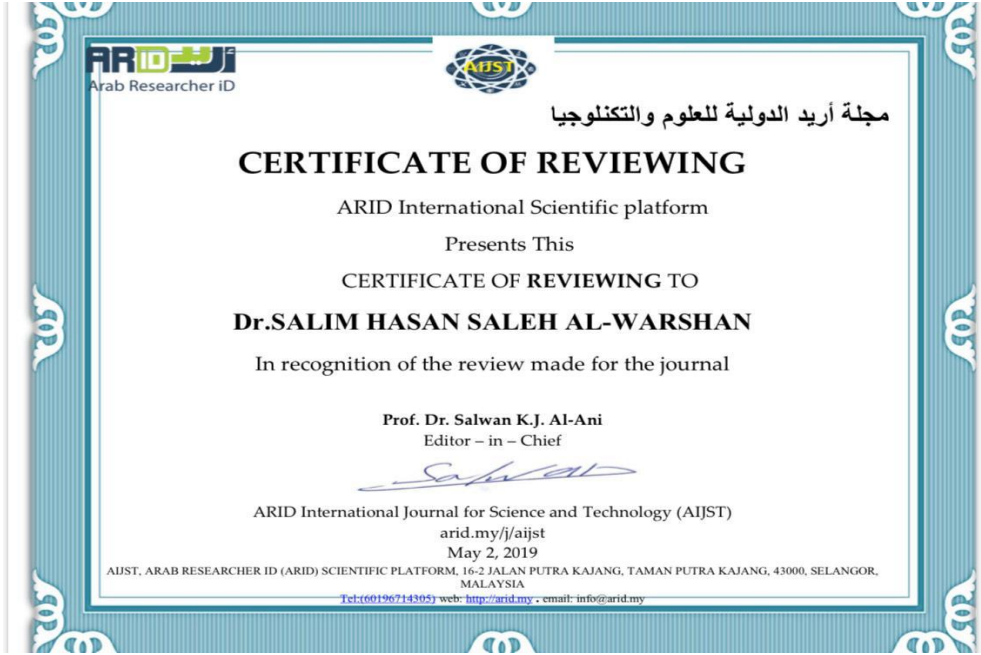 ARID أريد
Arab Researcher iD
AIJST
مجلة أريد الدولية للعلوم والتكنلوجيا
CERTIFICATE OF REVIEWING
ARID International Scientific platform
Presents This
CERTIFICATE OF REVIEWING TO
Dr.SALIM HASAN SALEH AL-WARSHAN
In recognition of the review made for the journal
Prof. Dr. Salwan K.J. Al-Ani
Editor – in – Chief
ARID International Journal for Science and Technology (AIJST)
arid.my/j/aijst
May 2, 2019
AIJST, ARAB RESEARCHER ID (ARID) SCIENTIFIC PLATFORM, 16-2 JALAN PUTRA KAJANG, TAMAN PUTRA KAJANG, 43000, SELANGOR,
MALAYSIA
Tel:(60196714305) web: http://arid.my . email: info@arid.my